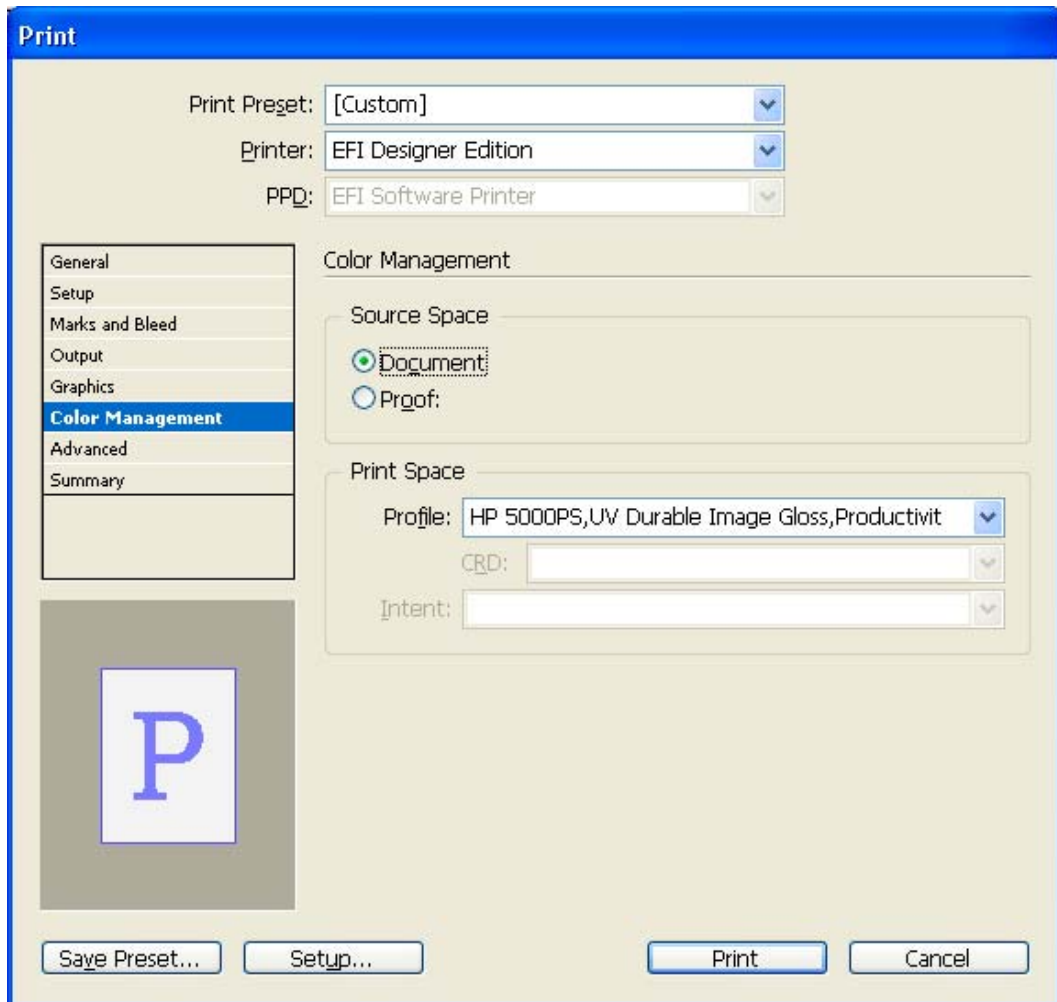 Print
Print Preset: [Custom]
Printer: EFI Designer Edition
PPD: EFI Software Printer
General
Setup
Marks and Bleed
Output
Graphics
Color Management
Advanced
Summary
Color Management
Source Space
Document
Proof:
Print Space
Profile: HP 5000PS,UV Durable Image Gloss,Productivit
CRD:
Intent:
P
Save Preset... Setup... Print Cancel